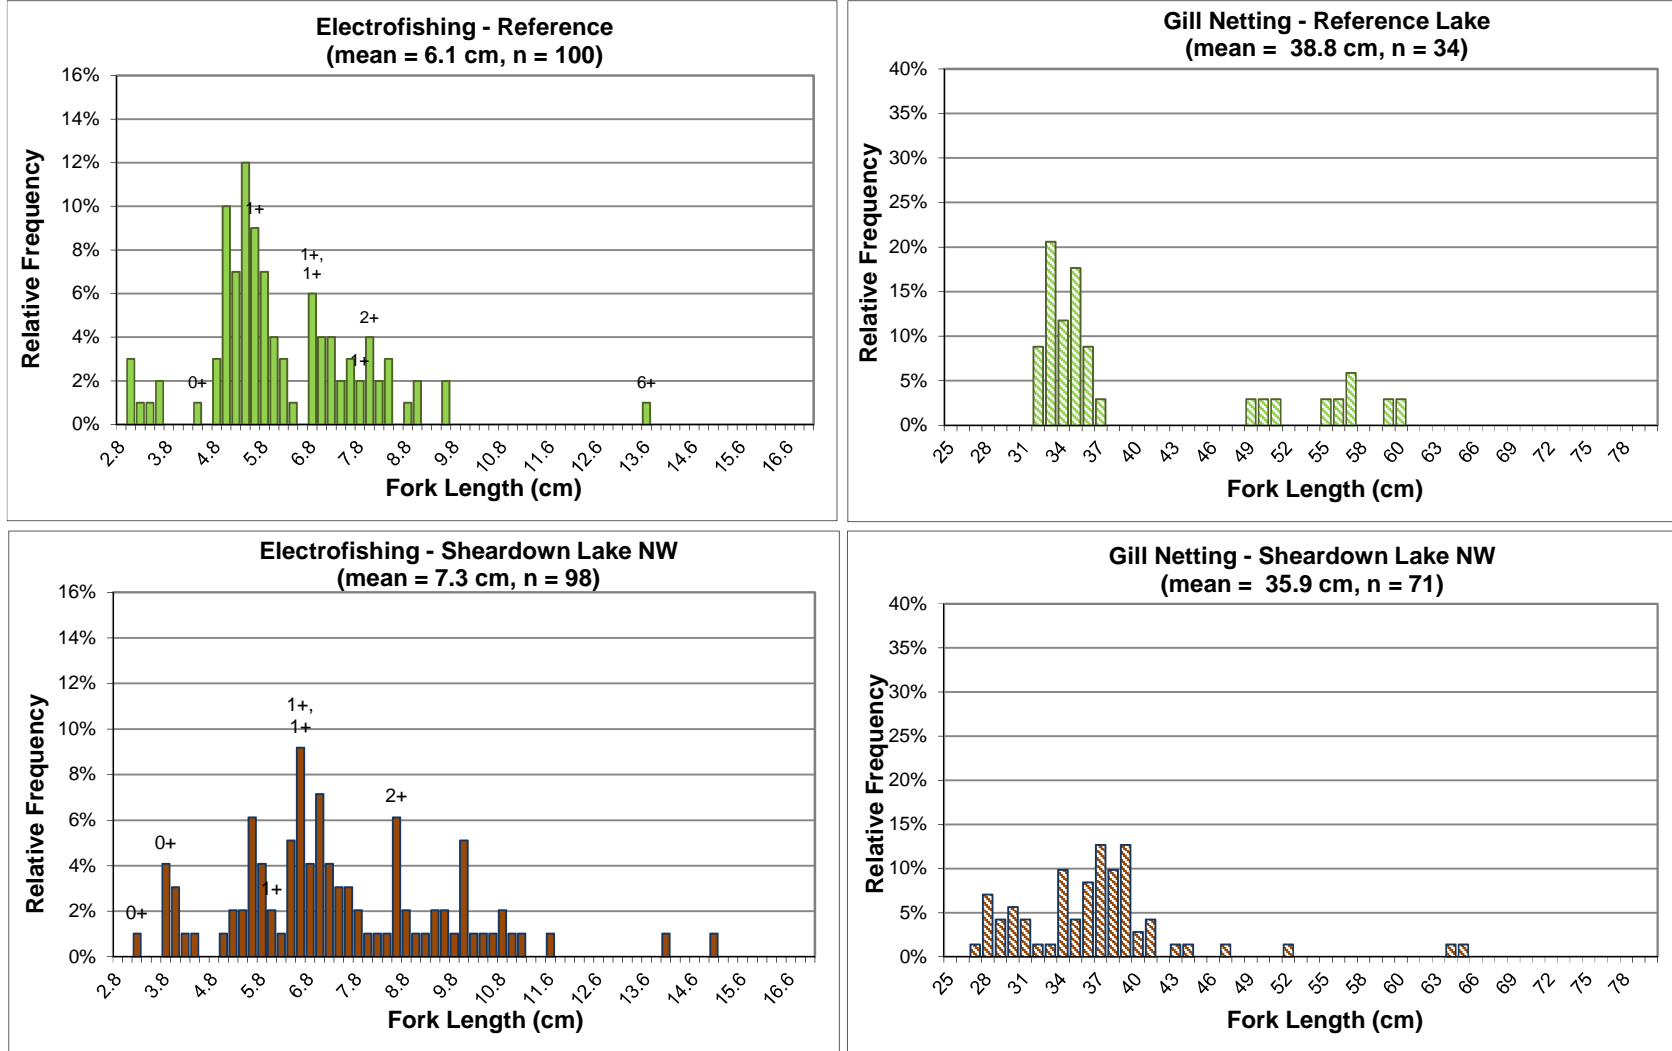 Electrofishing - Reference
(mean = 6.1 cm, n = 100)
16%
14%
12%
10%
8%
6%
4%
2%
0%
Relative Frequency
0+
1+
1+,
1+
1+
2+
6+
2.8 3.8 4.8 5.8 6.8 7.8 8.8 9.8 10.8 11.6 12.6 13.6 14.6 15.6 16.6
Fork Length (cm)
Gill Netting - Reference Lake
(mean = 38.8 cm, n = 34)
40%
35%
30%
25%
20%
15%
10%
5%
0%
Relative Frequency
25 28 31 34 37 40 43 46 49 52 55 58 60 63 66 69 72 75 78
Fork Length (cm)
Electrofishing - Sheardown Lake NW
(mean = 7.3 cm, n = 98)
16%
14%
12%
10%
8%
6%
4%
2%
0%
Relative Frequency
0+
0+
1+
1+,
1+
2+
2.8 3.8 4.8 5.8 6.8 7.8 8.8 9.8 10.8 11.6 12.6 13.6 14.6 15.6 16.6
Fork Length (cm)
Gill Netting - Sheardown Lake NW
(mean = 35.9 cm, n = 71)
40%
35%
30%
25%
20%
15%
10%
5%
0%
Relative Frequency
25 28 31 34 37 40 43 46 49 52 55 58 60 63 66 69 72 75 78
Fork Length (cm)